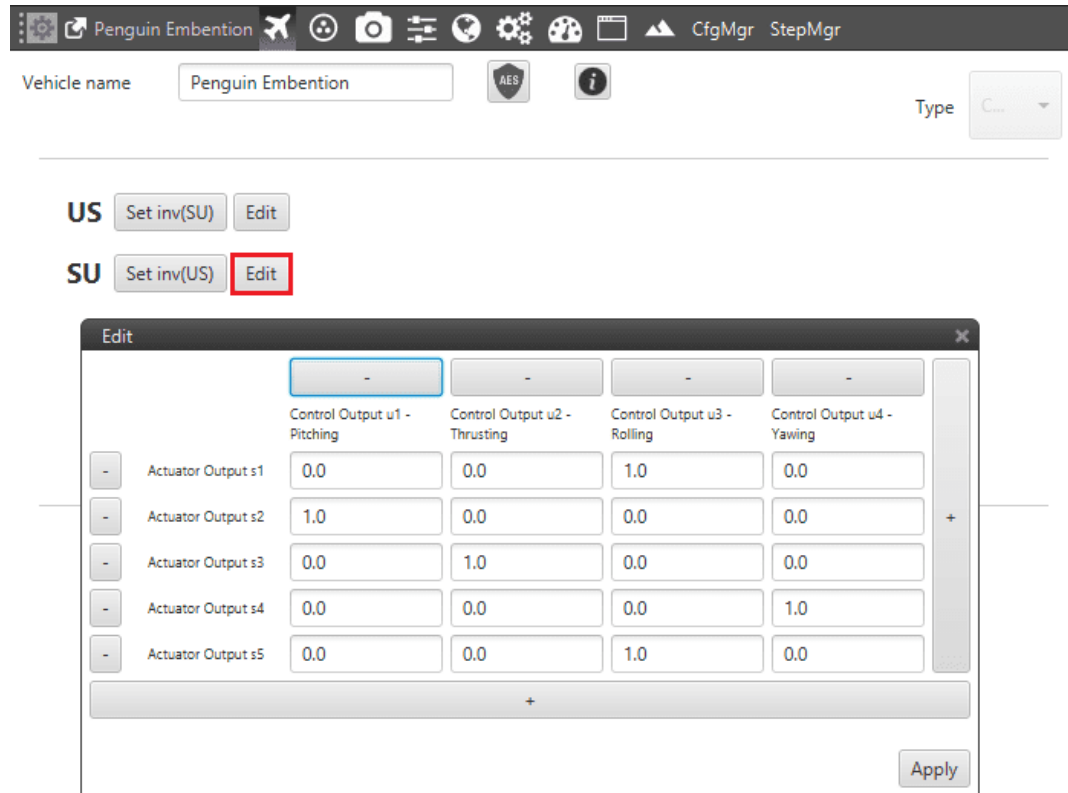 Penguin Embention CfgMgr StepMgr
Vehicle name Penguin Embention AES i
Type C...
US Set inv(SU) Edit
SU Set inv(US) Edit
Edit
- - - -
Control Output u1 - Control Output u2 - Control Output u3 - Control Output u4 -
Pitching Thrusting Rolling Yawing
- Actuator Output s1 0.0 0.0 1.0 0.0
- Actuator Output s2 1.0 0.0 0.0 0.0 +
- Actuator Output s3 0.0 1.0 0.0 0.0
- Actuator Output s4 0.0 0.0 0.0 1.0
- Actuator Output s5 0.0 0.0 1.0 0.0
+
Apply